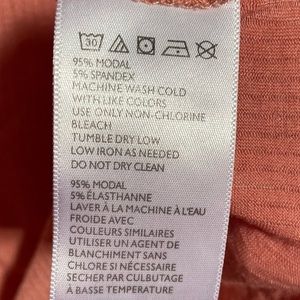 30
95% MODAL
5% SPANDEX
MACHINE WASH COLD
WITH LIKE COLORS
USE ONLY NON-CHLORINE
BLEACH
TUMBLE DRY LOW
LOW IRON AS NEEDED
DO NOT DRY CLEAN
95% MODAL
5% ÉLASTHANNE
LAVER À LA MACHINE À L'EAU
FROIDE AVEC
COULEURS SIMILAIRES
UTILISER UN AGENT DE
BLANCHIMENT SANS
CHLORE SI NÉCESSAIRE
SÉCHER PAR CULBUTAGE
À BASSE TEMPÉRATURE